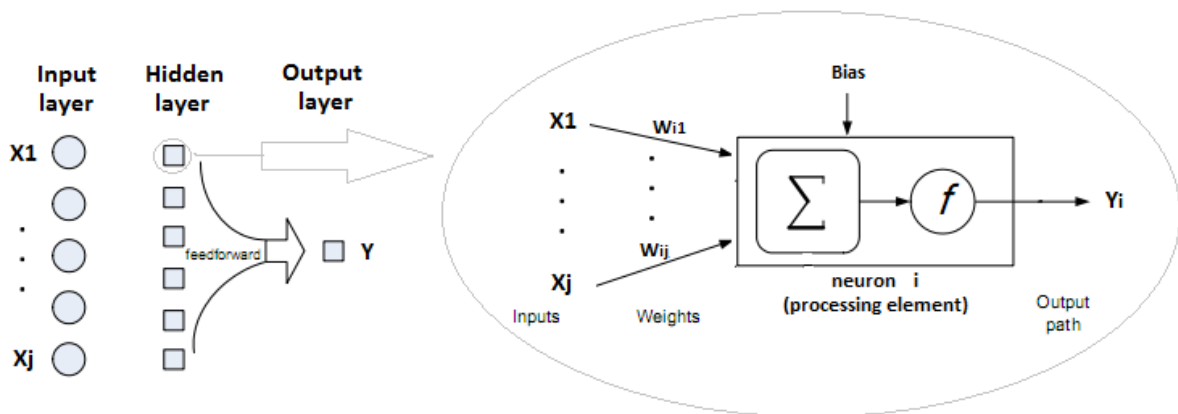 Input
layer
Hidden
layer
Output
layer
X1
.
.
.
Xj
feedforward
Y
Bias
X1
Wi1
. .
. .
. .
Wij
Xj
Σ
f
Yi
neuron i
(processing element)
Inputs
Weights
Output
path